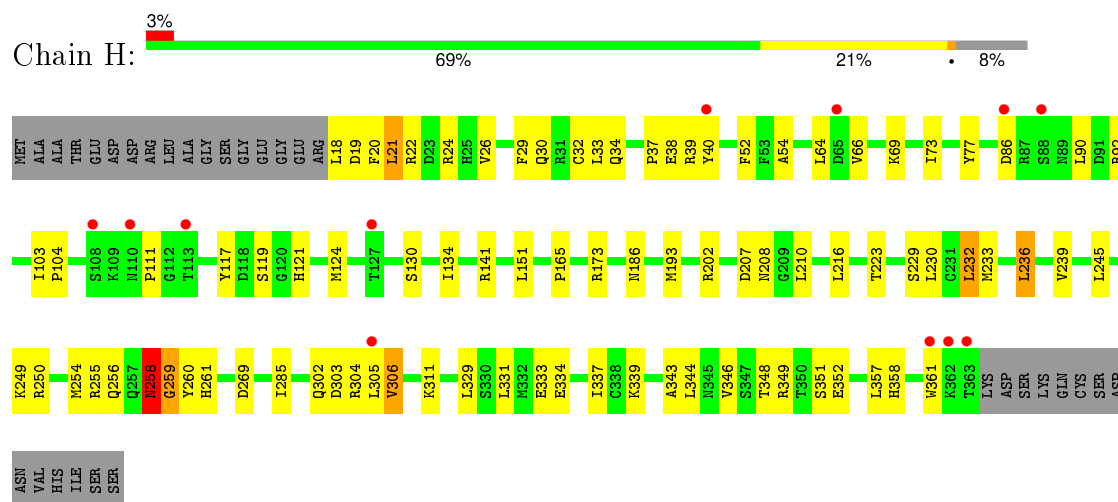 3%
Chain H:
69% 21% • 8%
MET ALA ALA THR GLU ASP ASP ARG LEU ALA GLY SER GLY GLU GLY GLU ARG L18 D19 F20 L21 R22 D23 R24 H25 V26 F29 Q30 R31 C32 L33 Q34 P37 E38 R39 Y40 F52 F53 A54 L64 D65 V66 K69 I73 Y77 D86 R87 S88 N89 L90 D91 R92
I103 P104 S108 K109 N110 P111 G112 T113 Y117 D118 S119 G120 H121 M124 T127 S130 I134 R141 L151 P165 R173 N186 M193 R202 D207 N208 G209 L210 L216 T223 S229 L230 C231 L232 M233 L236 V239 L245
K249 R250 M254 R255 Q256 Q257 N258 G259 Y260 H261 D269 I285 Q302 D303 R304 L305 V306 K311 L329 S330 L331 M332 E333 E334 I337 C338 K339 A343 L344 N345 V346 S347 T348 R349 T350 S351 E352 L357 H358 W361 K362 T363 LYS ASP SER LYS GLN CYS SER ASP
ASN VAL HIS ILE SER SER